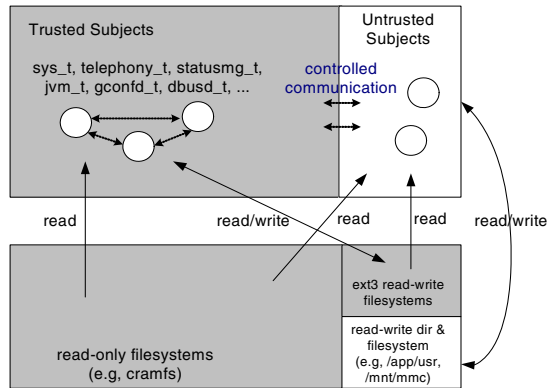 Trusted Subjects
sys_t, telephony_t, statusmg_t,
jvm_t, gconfd_t, dbusd_t, ...
Untrusted
Subjects
controlled
communication
read
read/write
read
read
read/write
ext3 read-write
filesystems
read-only filesystems
(e.g, cramfs)
read-write dir &
filesystem
(e.g, /app/usr,
/mnt/mmc)